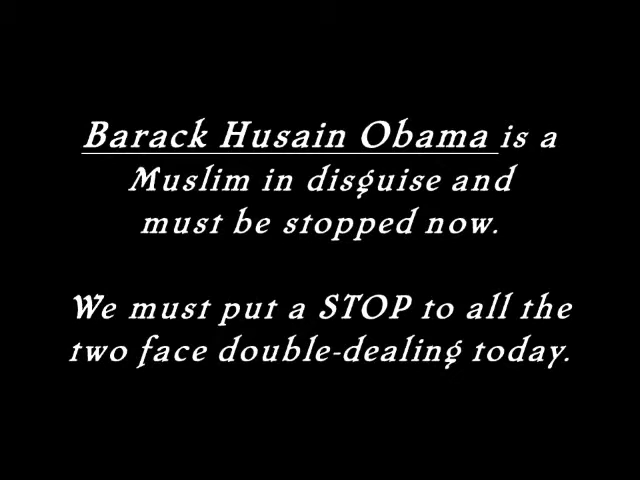 Barack Husain Obama is a
Muslim in disguise and
must be stopped now.
We must put a STOP to all the
two face double-dealing today.